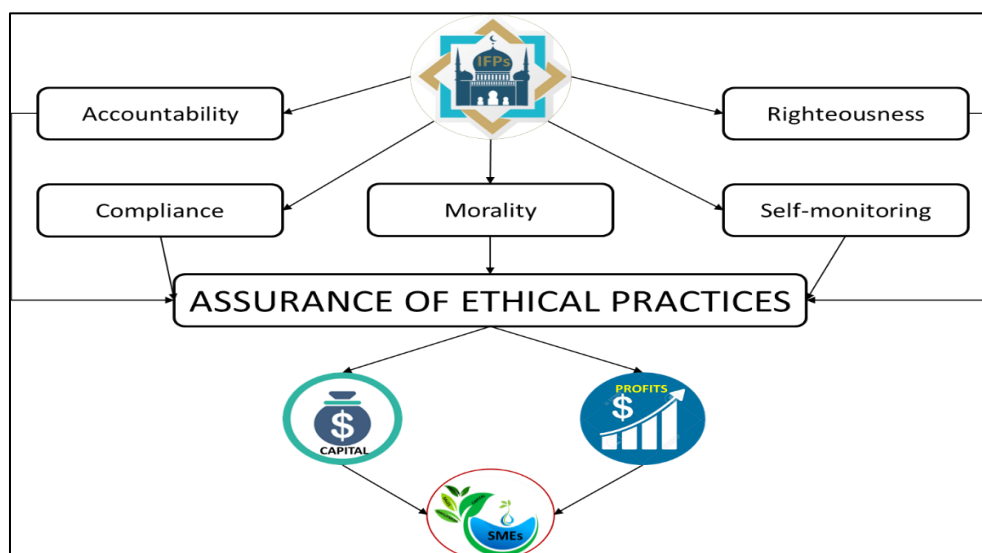 IFPs
Accountability
Righteousness
Compliance
Morality
Self-monitoring
ASSURANCE OF ETHICAL PRACTICES
$
CAPITAL
PROFITS
$
SMEs